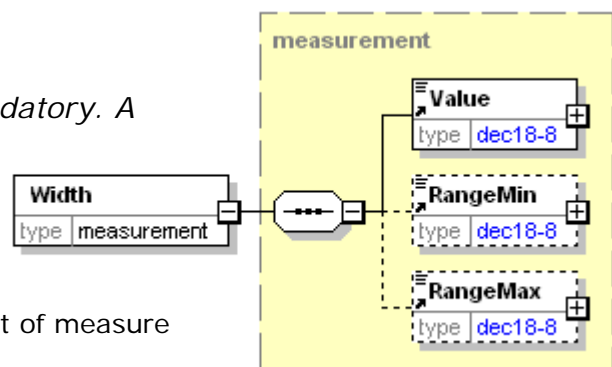 measurement
datory. A
Value
type dec18-8
Width
type measurement
RangeMin
type dec18-8
RangeMax
type dec18-8
t of measure